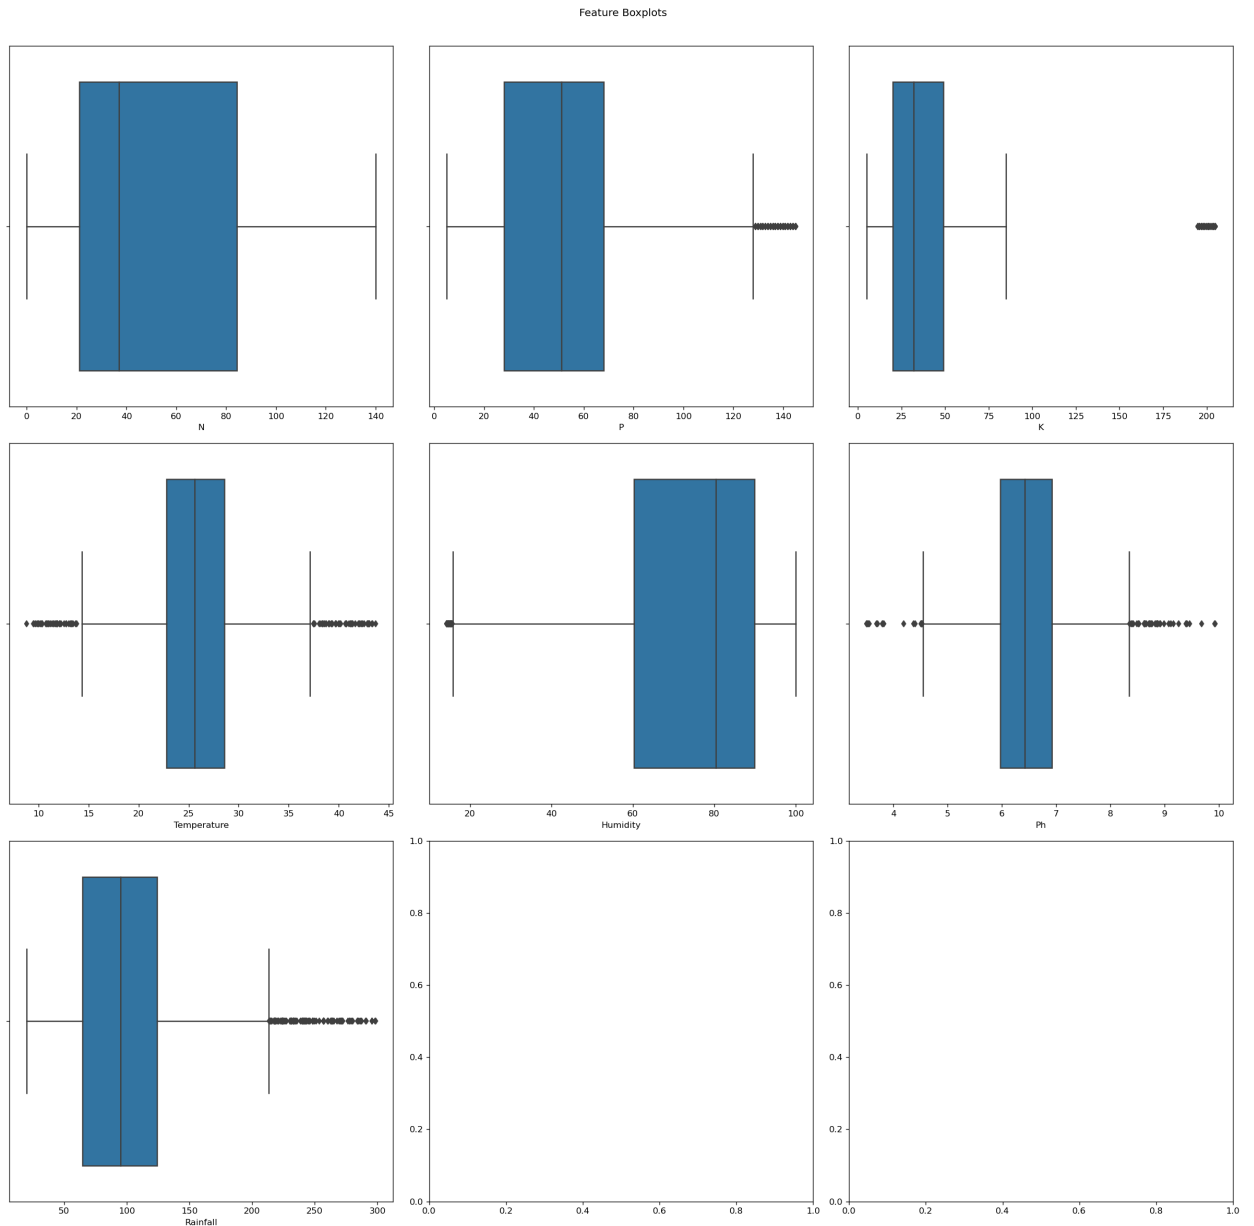 Feature Boxplots
0 20 40 60 80 100 120 140
N
0 20 40 60 80 100 120 140
P
0 25 50 75 100 125 150 175 200
K
10 15 20 25 30 35 40 45
Temperature
20 40 60 80 100
Humidity
4 5 6 7 8 9 10
Ph
50 100 150 200 250 300
Rainfall
1.0
0.8
0.6
0.4
0.2
0.0
0.0 0.2 0.4 0.6 0.8 1.0
1.0
0.8
0.6
0.4
0.2
0.0
0.0 0.2 0.4 0.6 0.8 1.0